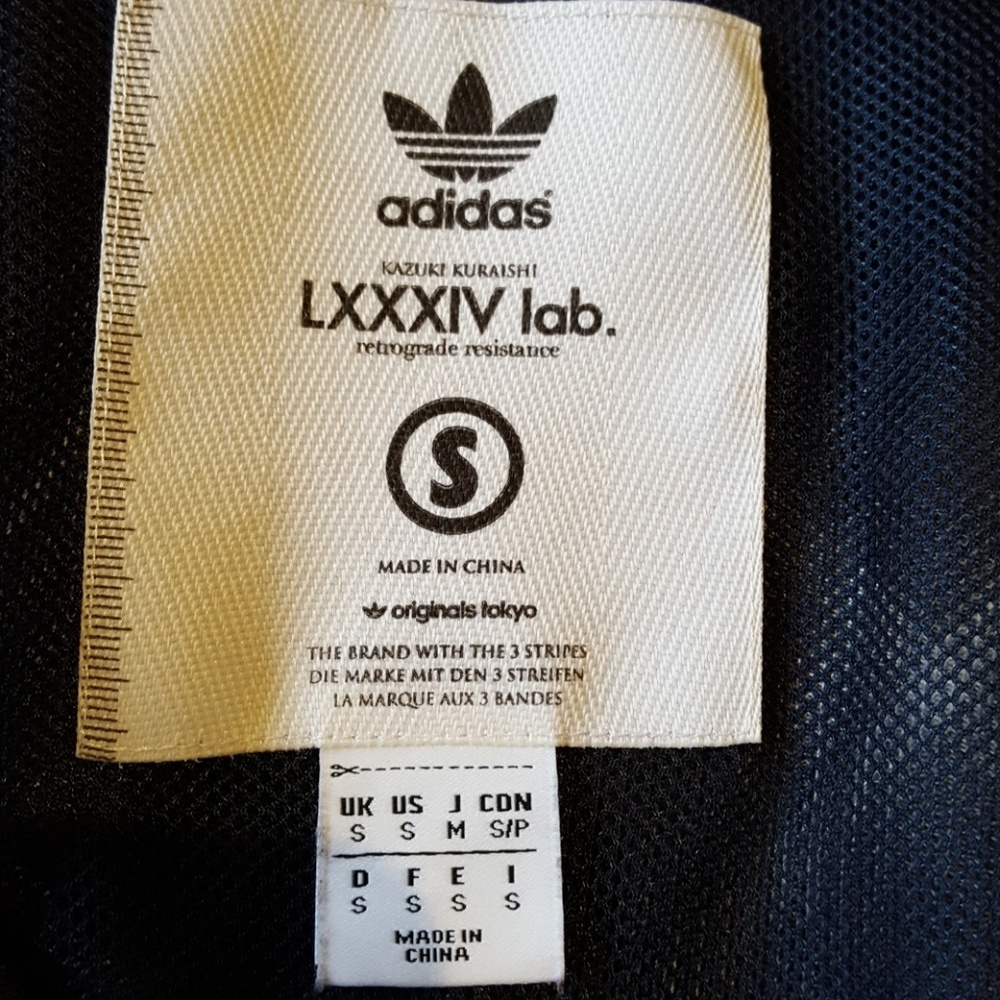 adidas
KAZUKI KURAISHI
LXXXIV lab.
retrograde resistance
S
MADE IN CHINA
originals tokyo
THE BRAND WITH THE 3 STRIPES
DIE MARKE MIT DEN 3 STREIFEN
LA MARQUE AUX 3 BANDES
UK US J CDN
S S M S/P
D F E I
S S S S
MADE IN
CHINA